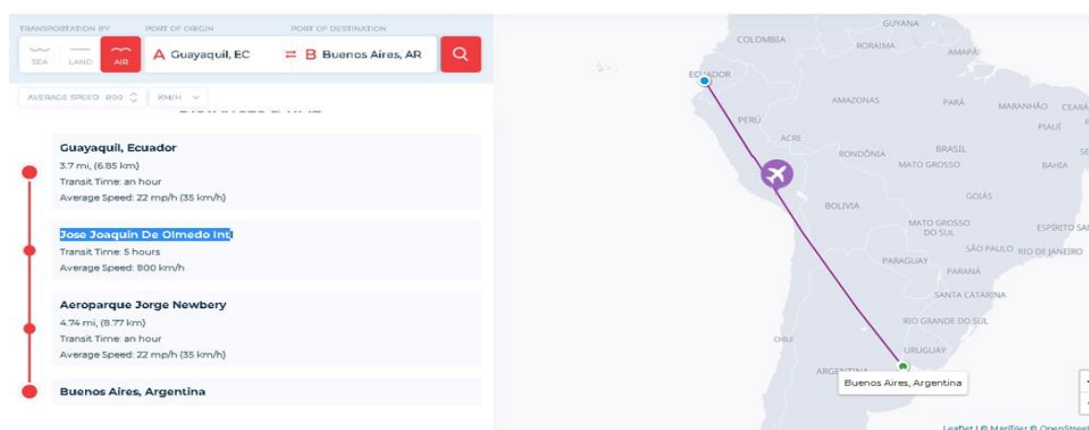 TRANSPORTATION BY
PORT OF ORIGIN
PORT OF DESTINATION
SEA
LAND
AIR
A Guayaquil, EC
B Buenos Aires, AR
AVERAGE SPEED 800
KM/H
Guayaquil, Ecuador
3.7 mi, (6.85 km)
Transit Time: an hour
Average Speed: 22 mp/h (35 km/h)
Jose Joaquin De Olmedo Int.
Transit Time: 5 hours
Average Speed: 800 km/h
Aeroparque Jorge Newbery
4.74 mi, (8.77 km)
Transit Time: an hour
Average Speed: 22 mp/h (35 km/h)
Buenos Aires, Argentina
GUYANA
COLOMBIA
RORAIMA
AMAPÁ
ECUADOR
AMAZONAS
PARÁ
MARANHÃO
CEARÁ
PERÚ
PIAUÍ
ACRE
RONDÔNIA
BRASIL
MATO GROSSO
BAHIA
BOLIVIA
GOIÁS
MATO GROSSO
DO SUL
ESPÍRITO SA
SÃO PAULO
RIO DE JANEIRO
PARAGUAY
PARANÁ
SANTA CATARINA
RIO GRANDE DO SUL
CHILE
URUGUAY
ARGENTINA
Buenos Aires, Argentina
Leaflet | © MapTiler © OpenStreet